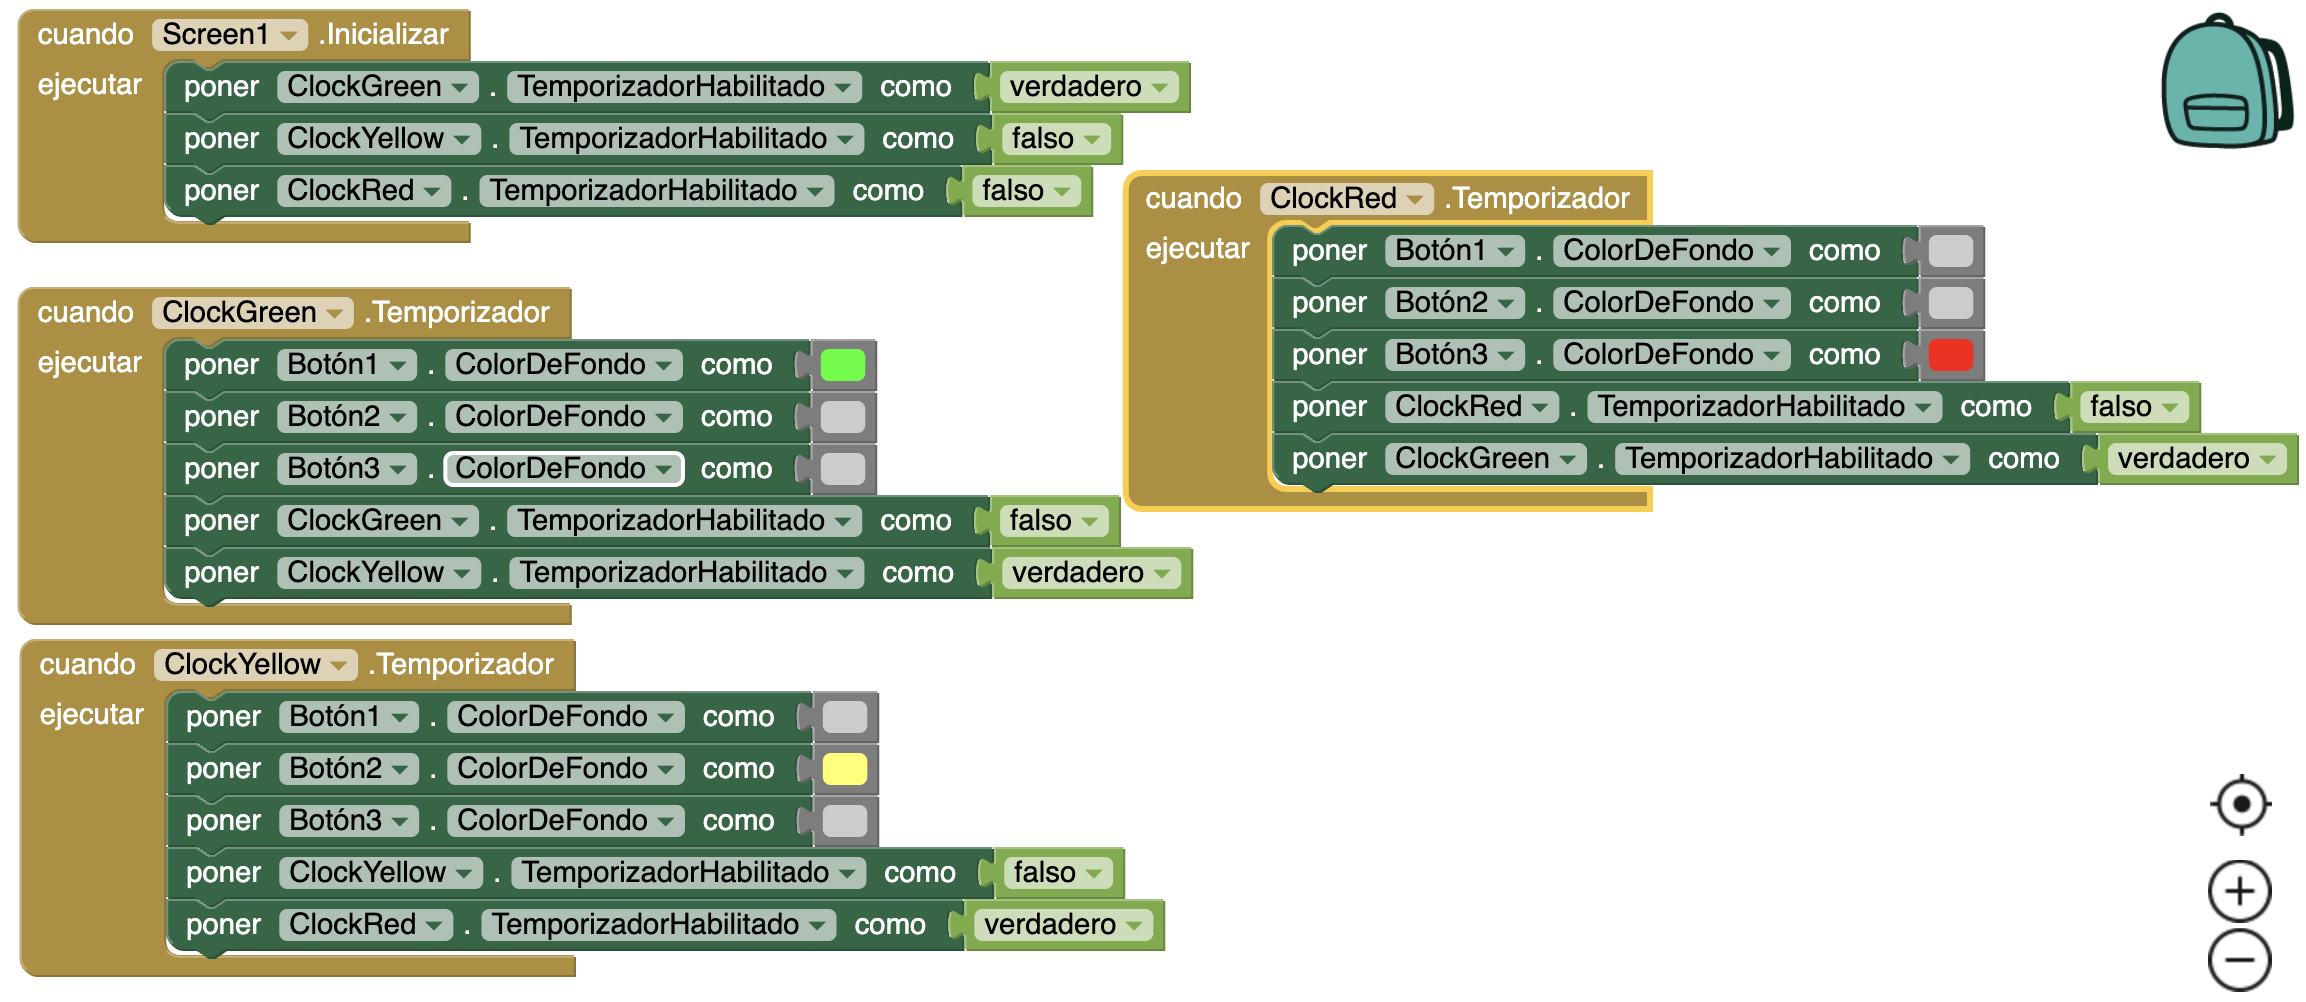 cuando Screen1 .Inicializar
ejecutar poner ClockGreen . TemporizadorHabilitado como verdadero
poner ClockYellow . TemporizadorHabilitado como falso
poner ClockRed . TemporizadorHabilitado como falso
cuando ClockGreen .Temporizador
ejecutar poner Botón1 . ColorDeFondo como
poner Botón2 . ColorDeFondo como
poner Botón3 . ColorDeFondo como
poner ClockGreen . TemporizadorHabilitado como falso
poner ClockYellow . TemporizadorHabilitado como verdadero
cuando ClockYellow .Temporizador
ejecutar poner Botón1 . ColorDeFondo como
poner Botón2 . ColorDeFondo como
poner Botón3 . ColorDeFondo como
poner ClockYellow . TemporizadorHabilitado como falso
poner ClockRed . TemporizadorHabilitado como verdadero
cuando ClockRed .Temporizador
ejecutar poner Botón1 . ColorDeFondo como
poner Botón2 . ColorDeFondo como
poner Botón3 . ColorDeFondo como
poner ClockRed . TemporizadorHabilitado como falso
poner ClockGreen . TemporizadorHabilitado como verdadero